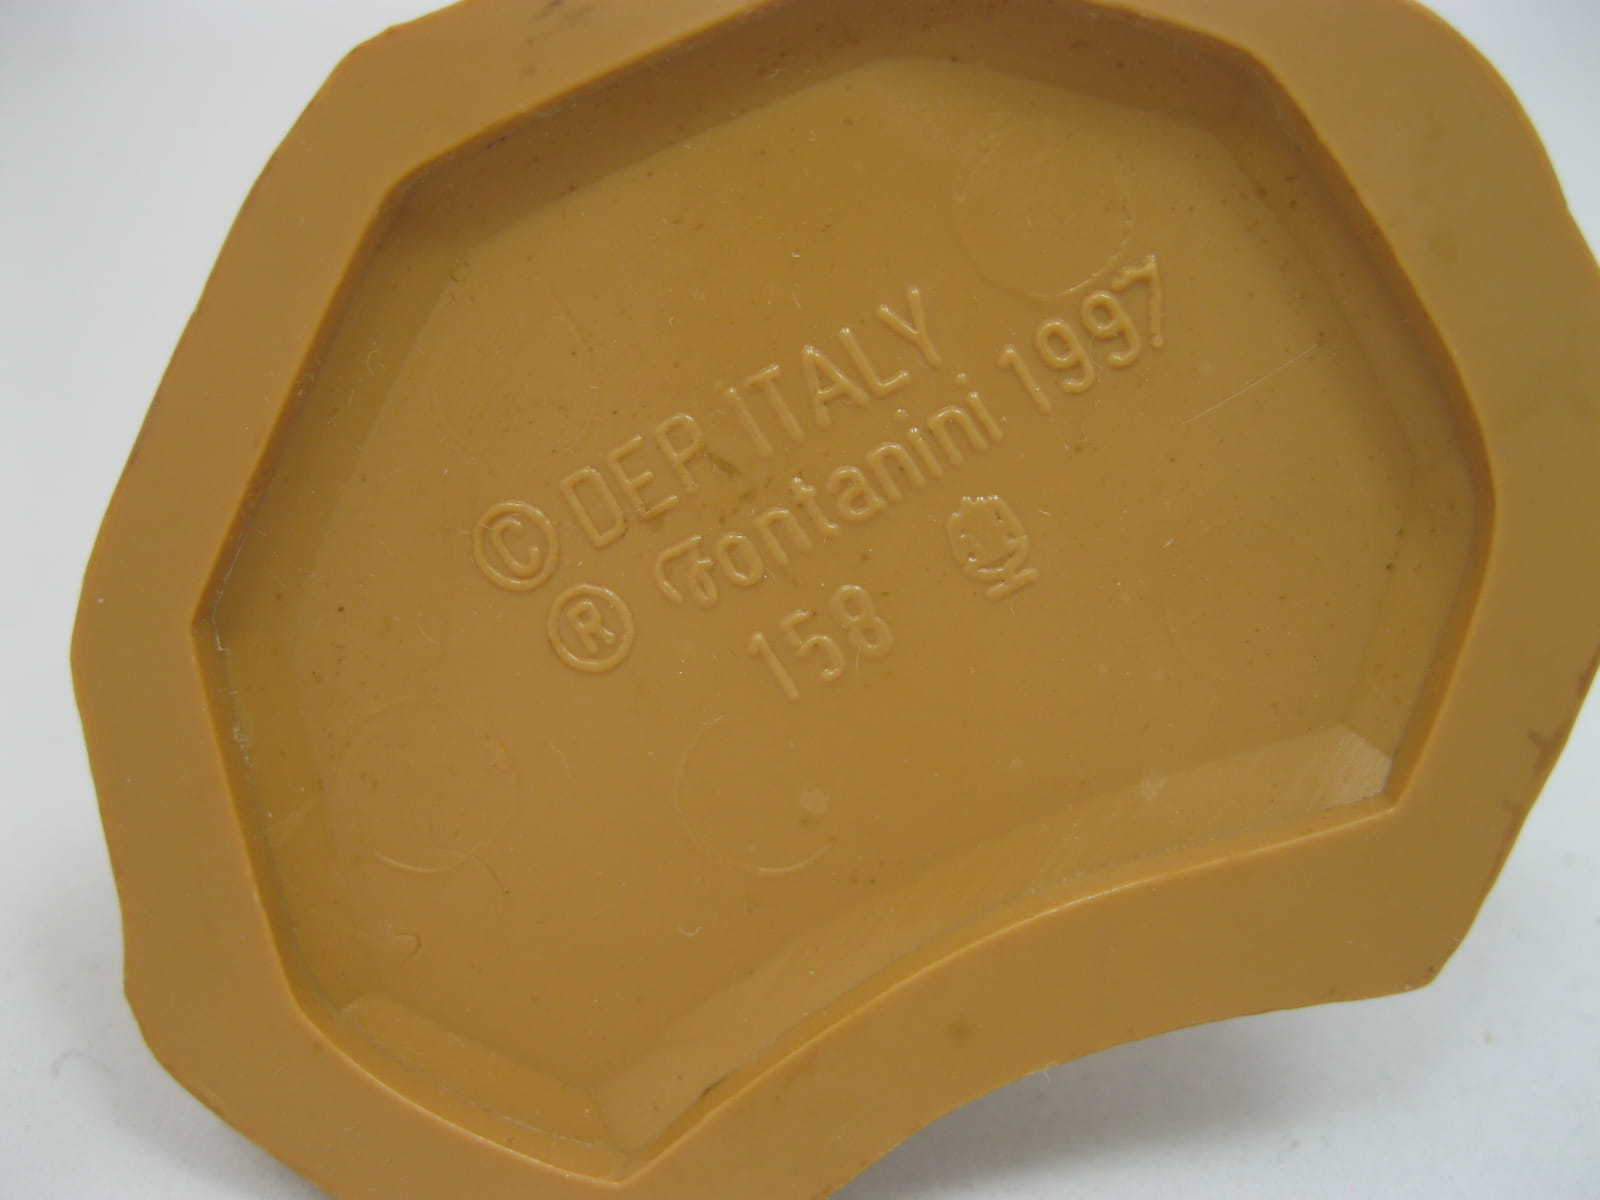 © DEP ITALY
® Fontanini 1997
158